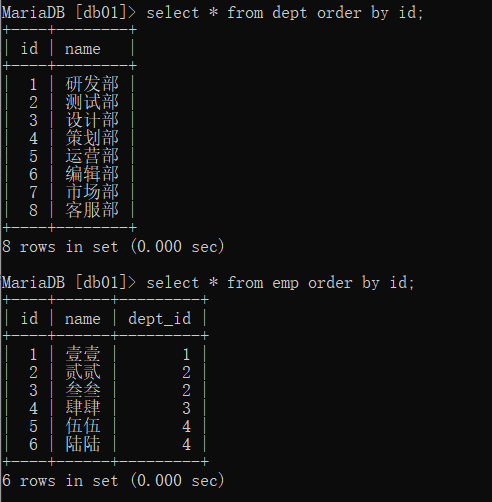 MariaDB [db01]> select * from dept order by id;
+----+--------+
| id | name   |
+----+--------+
|  1 | 研发部 |
|  2 | 测试部 |
|  3 | 设计部 |
|  4 | 策划部 |
|  5 | 运营部 |
|  6 | 编辑部 |
|  7 | 市场部 |
|  8 | 客服部 |
+----+--------+
8 rows in set (0.000 sec)
MariaDB [db01]> select * from emp order by id;
+----+------+---------+
| id | name | dept_id |
+----+------+---------+
|  1 | 壹壹 |       1 |
|  2 | 贰贰 |       2 |
|  3 | 叁叁 |       2 |
|  4 | 肆肆 |       3 |
|  5 | 伍伍 |       4 |
|  6 | 陆陆 |       4 |
+----+------+---------+
6 rows in set (0.000 sec)